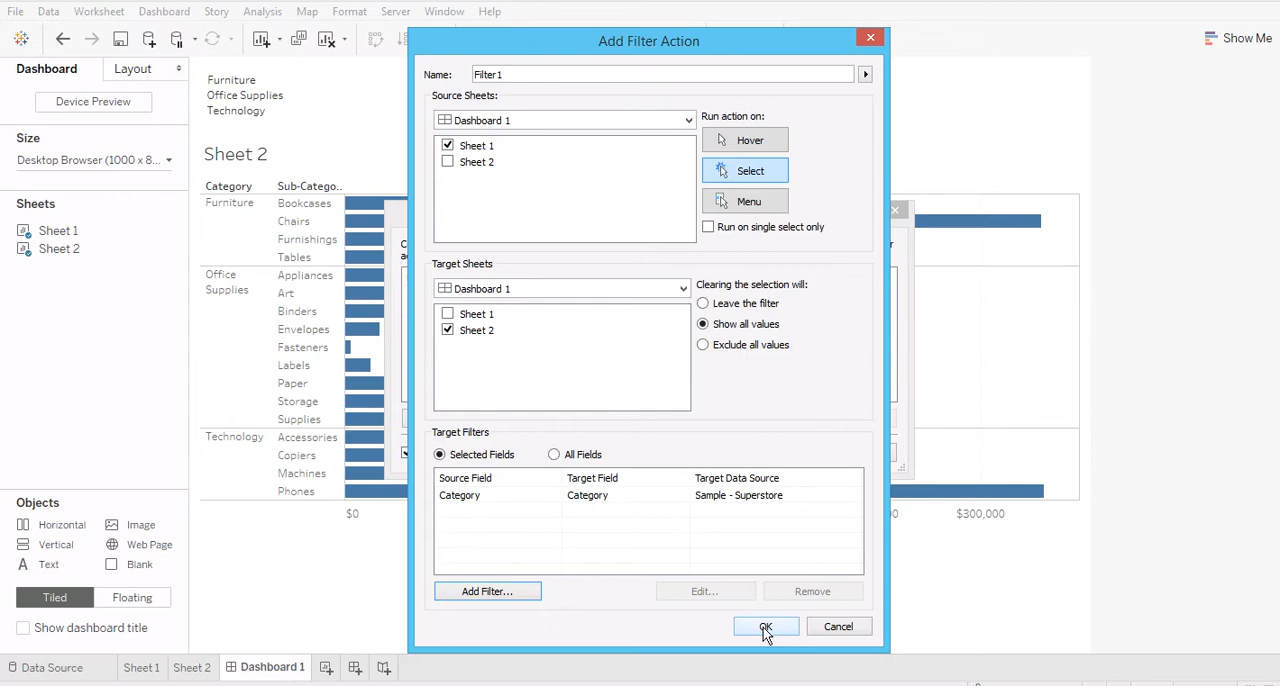 File Data Worksheet Dashboard Story Analysis Map Format Server Window Help
Show Me
Dashboard Layout
Device Preview
Size
Desktop Browser (1000 x 8...
Sheets
Sheet 1
Sheet 2
Objects
Horizontal Image
Vertical Web Page
Text Blank
Tiled Floating
Show dashboard title
Furniture
Office Supplies
Technology
Sheet 2
Category Sub-Catego..
Furniture Bookcases
Chairs
Furnishings
Tables
Office Supplies Appliances
Art
Binders
Envelopes
Fasteners
Labels
Paper
Storage
Supplies
Technology Accessories
Copiers
Machines
Phones
$0 $300,000
Add Filter Action
Name: Filter1
Source Sheets:
Dashboard 1
Sheet 1
Sheet 2
Run action on:
Hover
Select
Menu
Run on single select only
Target Sheets
Dashboard 1
Sheet 1
Sheet 2
Clearing the selection will:
Leave the filter
Show all values
Exclude all values
Target Filters
Selected Fields All Fields
Source Field Target Field Target Data Source
Category Category Sample - Superstore
Add Filter... Edit... Remove
OK Cancel
Data Source Sheet 1 Sheet 2 Dashboard 1